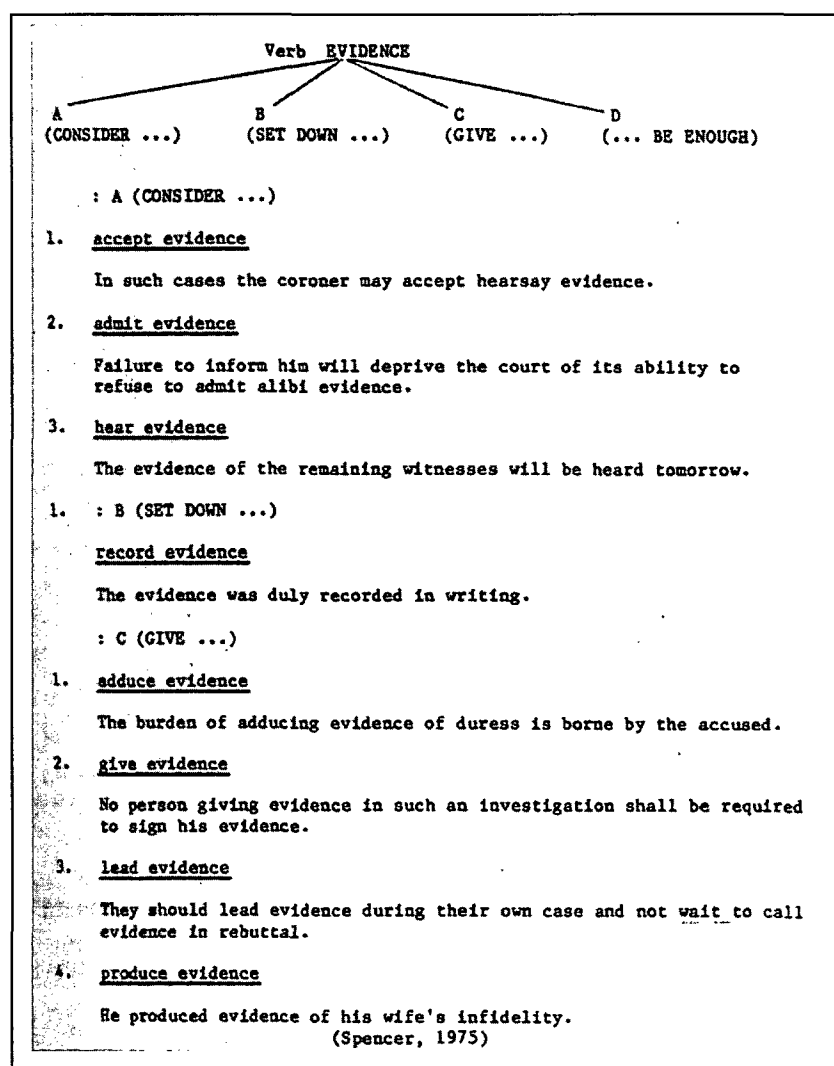 Verb EVIDENCE
A B C D
(CONSIDER ...) (SET DOWN ...) (GIVE ...) (... BE ENOUGH)
: A (CONSIDER ...)
1. accept evidence
In such cases the coroner may accept hearsay evidence.
2. admit evidence
Failure to inform him will deprive the court of its ability to
refuse to admit alibi evidence.
3. hear evidence
The evidence of the remaining witnesses will be heard tomorrow.
1. : B (SET DOWN ...)
record evidence
The evidence was duly recorded in writing.
: C (GIVE ...)
1. adduce evidence
The burden of adducing evidence of duress is borne by the accused.
2. give evidence
No person giving evidence in such an investigation shall be required
to sign his evidence.
3. lead evidence
They should lead evidence during their own case and not wait to call
evidence in rebuttal.
4. produce evidence
He produced evidence of his wife's infidelity.
(Spencer, 1975)